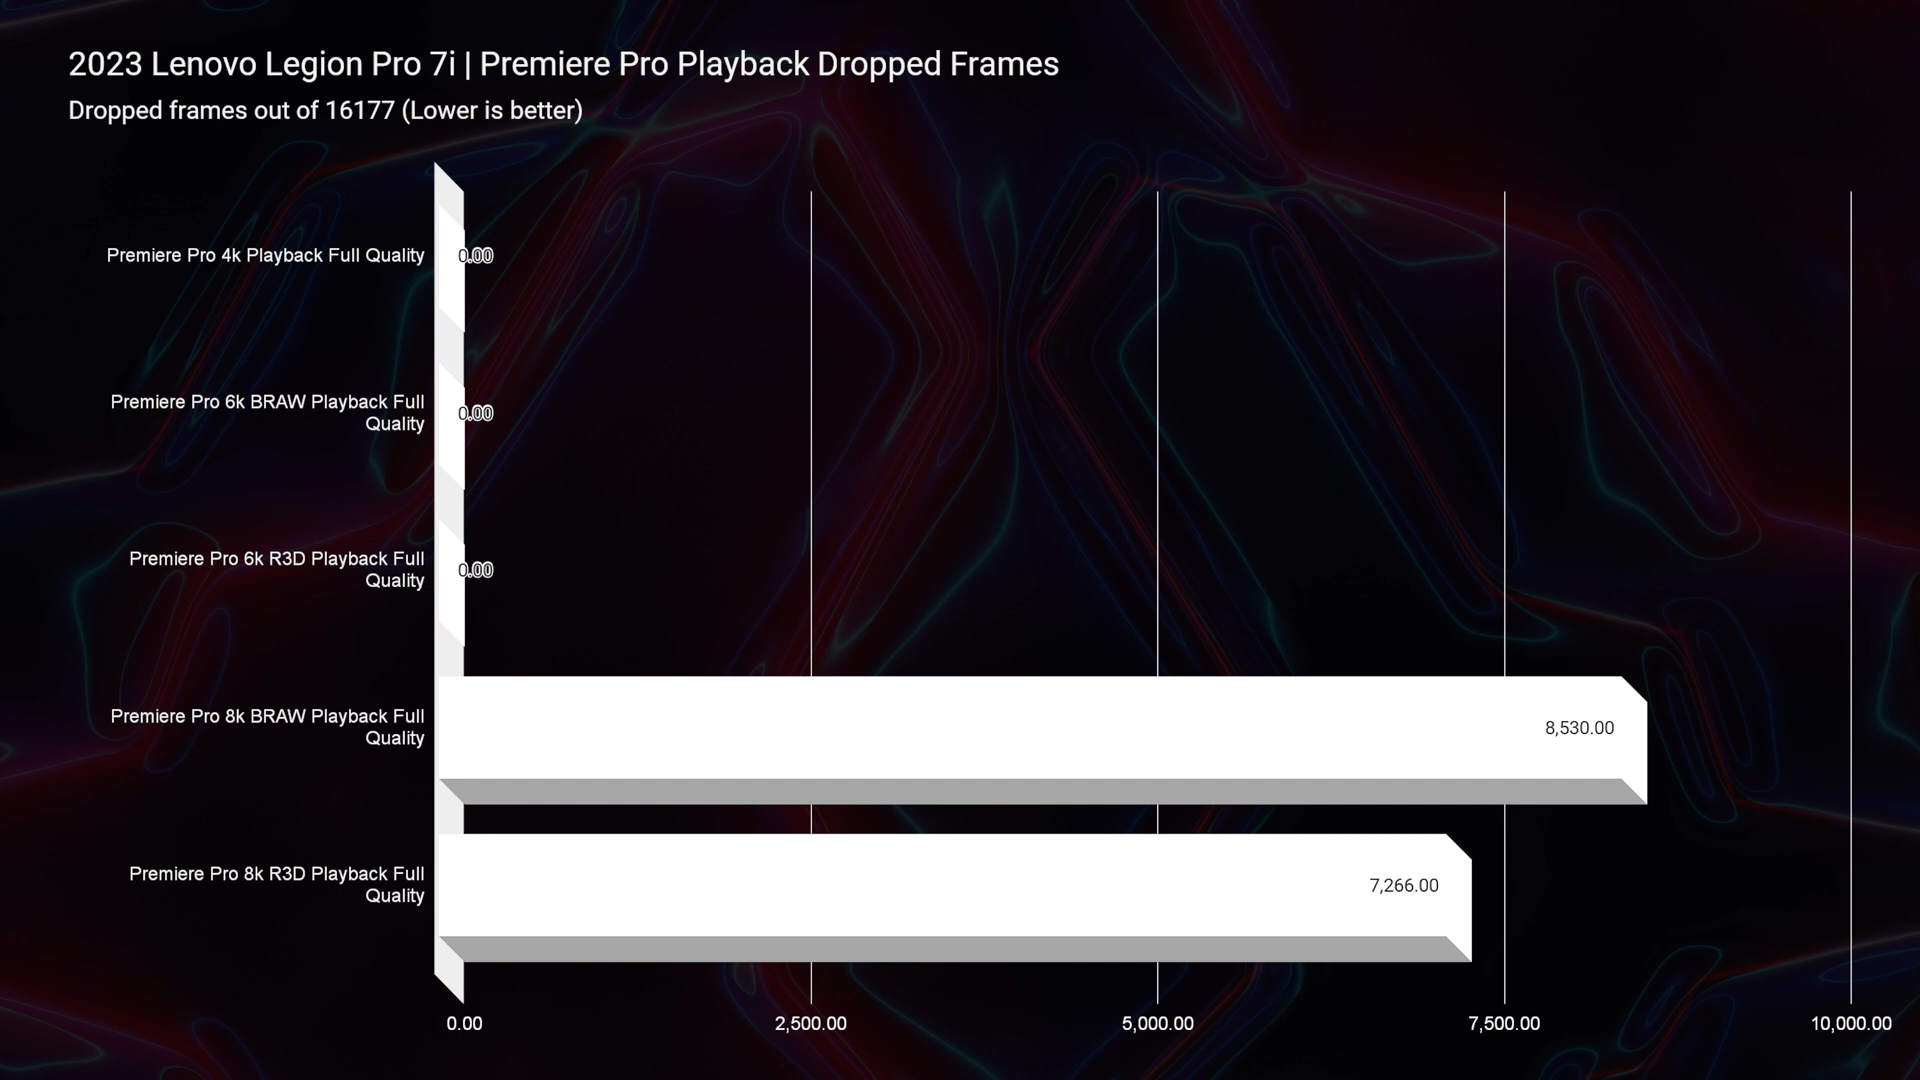 2023 Lenovo Legion Pro 7i | Premiere Pro Playback Dropped Frames
Dropped frames out of 16177 (Lower is better)
Premiere Pro 4k Playback Full Quality
0.00
Premiere Pro 6k BRAW Playback Full
Quality
0.00
Premiere Pro 6k R3D Playback Full
Quality
0.00
Premiere Pro 8k BRAW Playback Full
Quality
8,530.00
Premiere Pro 8k R3D Playback Full
Quality
7,266.00
0.00
2,500.00
5,000.00
7,500.00
10,000.00